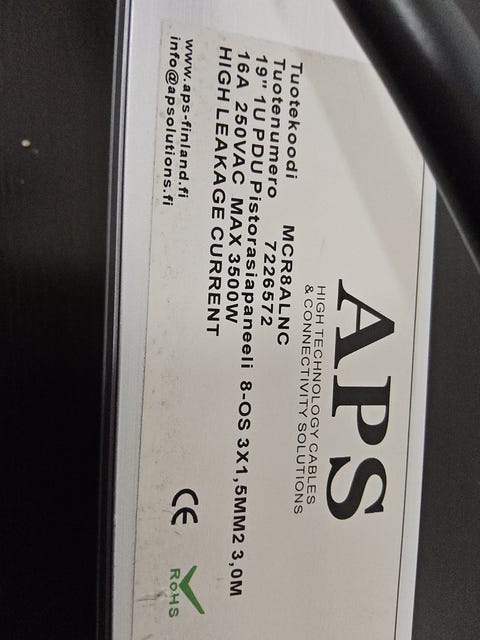 APS
HIGH TECHNOLOGY CABLES
& CONNECTIVITY SOLUTIONS
Tuotekoodi MCR8ALNC
Tuotenumero 7226572
19" 1U PDU Pistorasiapaneeli 8-OS 3X1,5MM2 3,0M
16A 250VAC MAX 3500W
HIGH LEAKAGE CURRENT
www.aps-finland.fi
info@apsolutions.fi
CE
RoHS